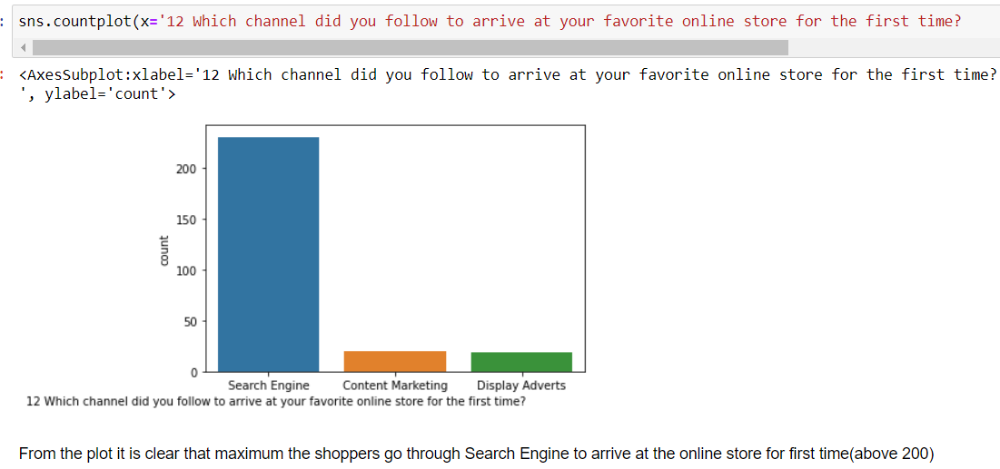 : sns.countplot(x='12 Which channel did you follow to arrive at your favorite online store for the first time?
: <AxesSubplot:xlabel='12 Which channel did you follow to arrive at your favorite online store for the first time?
', ylabel='count'>
200
150
100
50
0
count
Search Engine Content Marketing Display Adverts
12 Which channel did you follow to arrive at your favorite online store for the first time?
From the plot it is clear that maximum the shoppers go through Search Engine to arrive at the online store for first time(above 200)